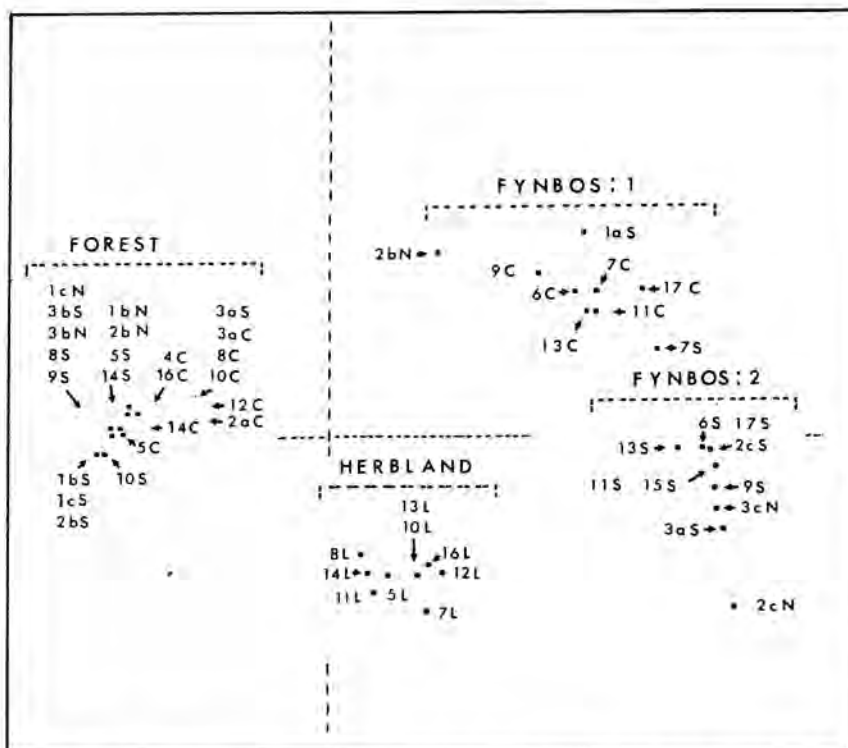 FYNBOS: 1
1aS
2bN
7C
9C
6C
17C
11C
13C
7S
FOREST
1cN
3bS 1bN 3aS
3bN 2bN 3aC
8S 5S 4C 8C
9S 14S 16C 10C
12C
2aC
14C
5C
1bS 10S
1cS
2bS
FYNBOS: 2
6S 17S
13S 2cS
11S 15S 9S
3cN
3aS
2cN
HERBLAND
13L
10L
8L 16L
14L 12L
11L 5L
7L